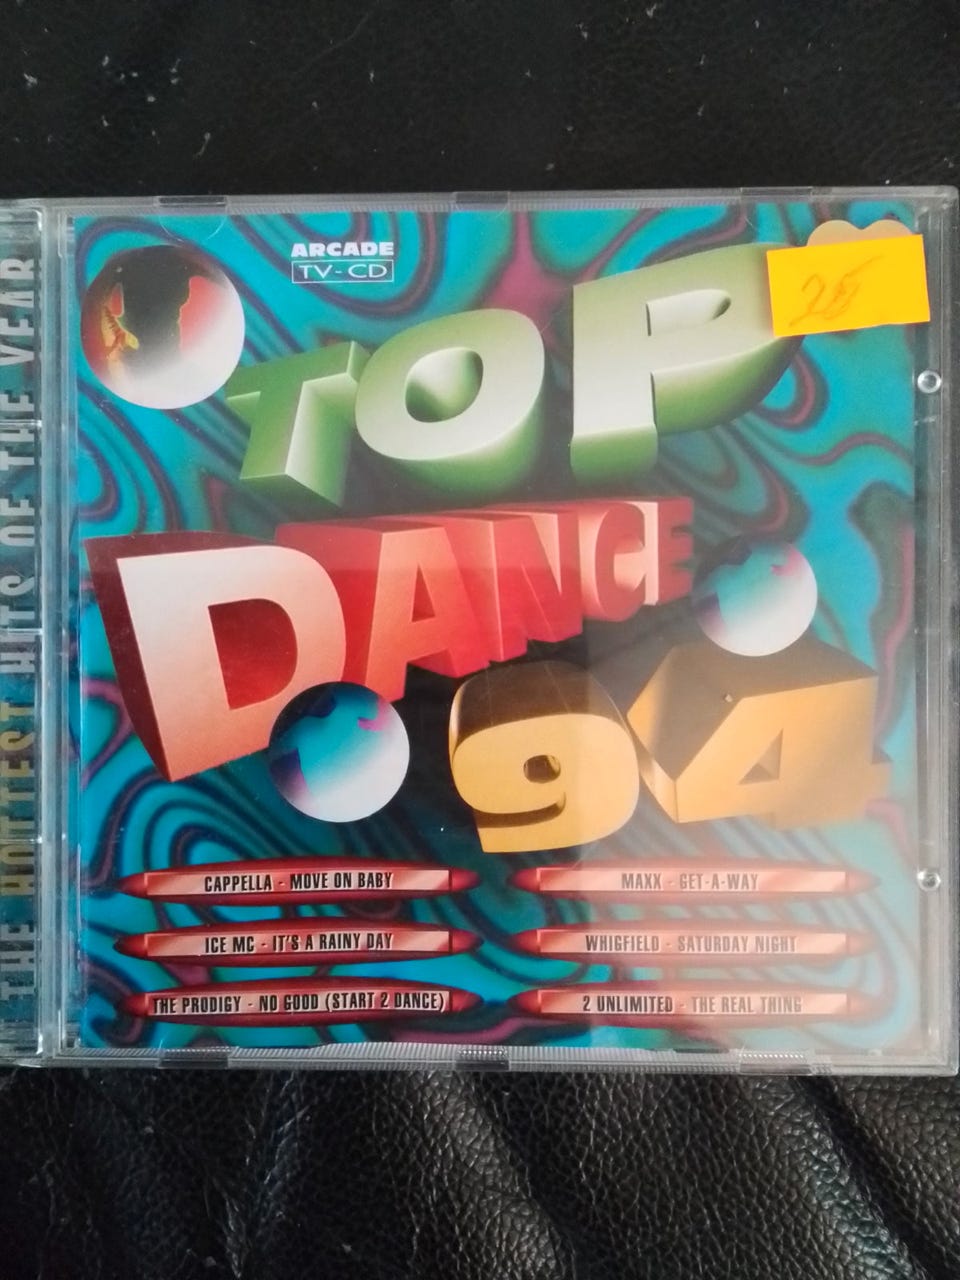 THE HOTTEST HITS OF THE YEAR
ARCADE
TV-CD
TOP
DANCE
94
CAPPELLA - MOVE ON BABY
MAXX - GET-A-WAY
ICE MC - IT'S A RAINY DAY
WHIGFIELD - SATURDAY NIGHT
THE PRODIGY - NO GOOD (START 2 DANCE)
2 UNLIMITED - THE REAL THING